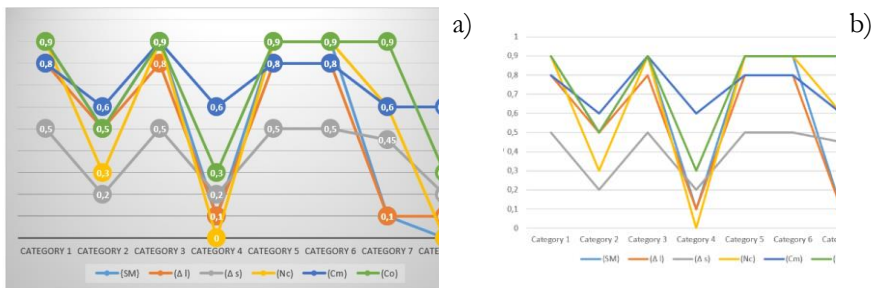 a)
0,9 0,9 0,9 0,9 0,9
0,8 0,8 0,8 0,8
0,6 0,6 0,6
0,5 0,5 0,5 0,5 0,5
0,45
0,3 0,3
0,2 0,2
0,1 0,1
0
CATEGORY 1 CATEGORY 2 CATEGORY 3 CATEGORY 4 CATEGORY 5 CATEGORY 6 CATEGORY 7 CATE
(SM) (Δ l) (Δ s) (Nc) (Cm) (Co)
b)
1
0,9
0,8
0,7
0,6
0,5
0,4
0,3
0,2
0,1
0
Category 1 Category 2 Category 3 Category 4 Category 5 Category 6 Cate
(SM) (Δ l) (Δ s) (Nc) (Cm) (